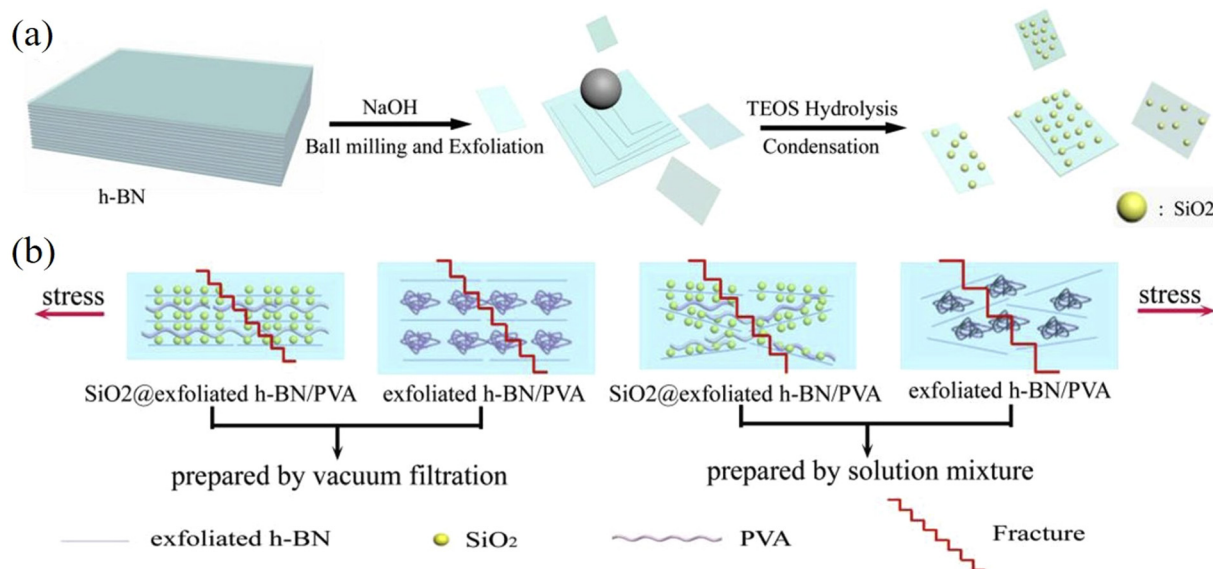 (a)
NaOH
Ball milling and Exfoliation
TEOS Hydrolysis
Condensation
h-BN
: SiO2
(b)
stress
stress
SiO2@exfoliated h-BN/PVA
exfoliated h-BN/PVA
SiO2@exfoliated h-BN/PVA
exfoliated h-BN/PVA
prepared by vacuum filtration
prepared by solution mixture
exfoliated h-BN
SiO₂
PVA
Fracture